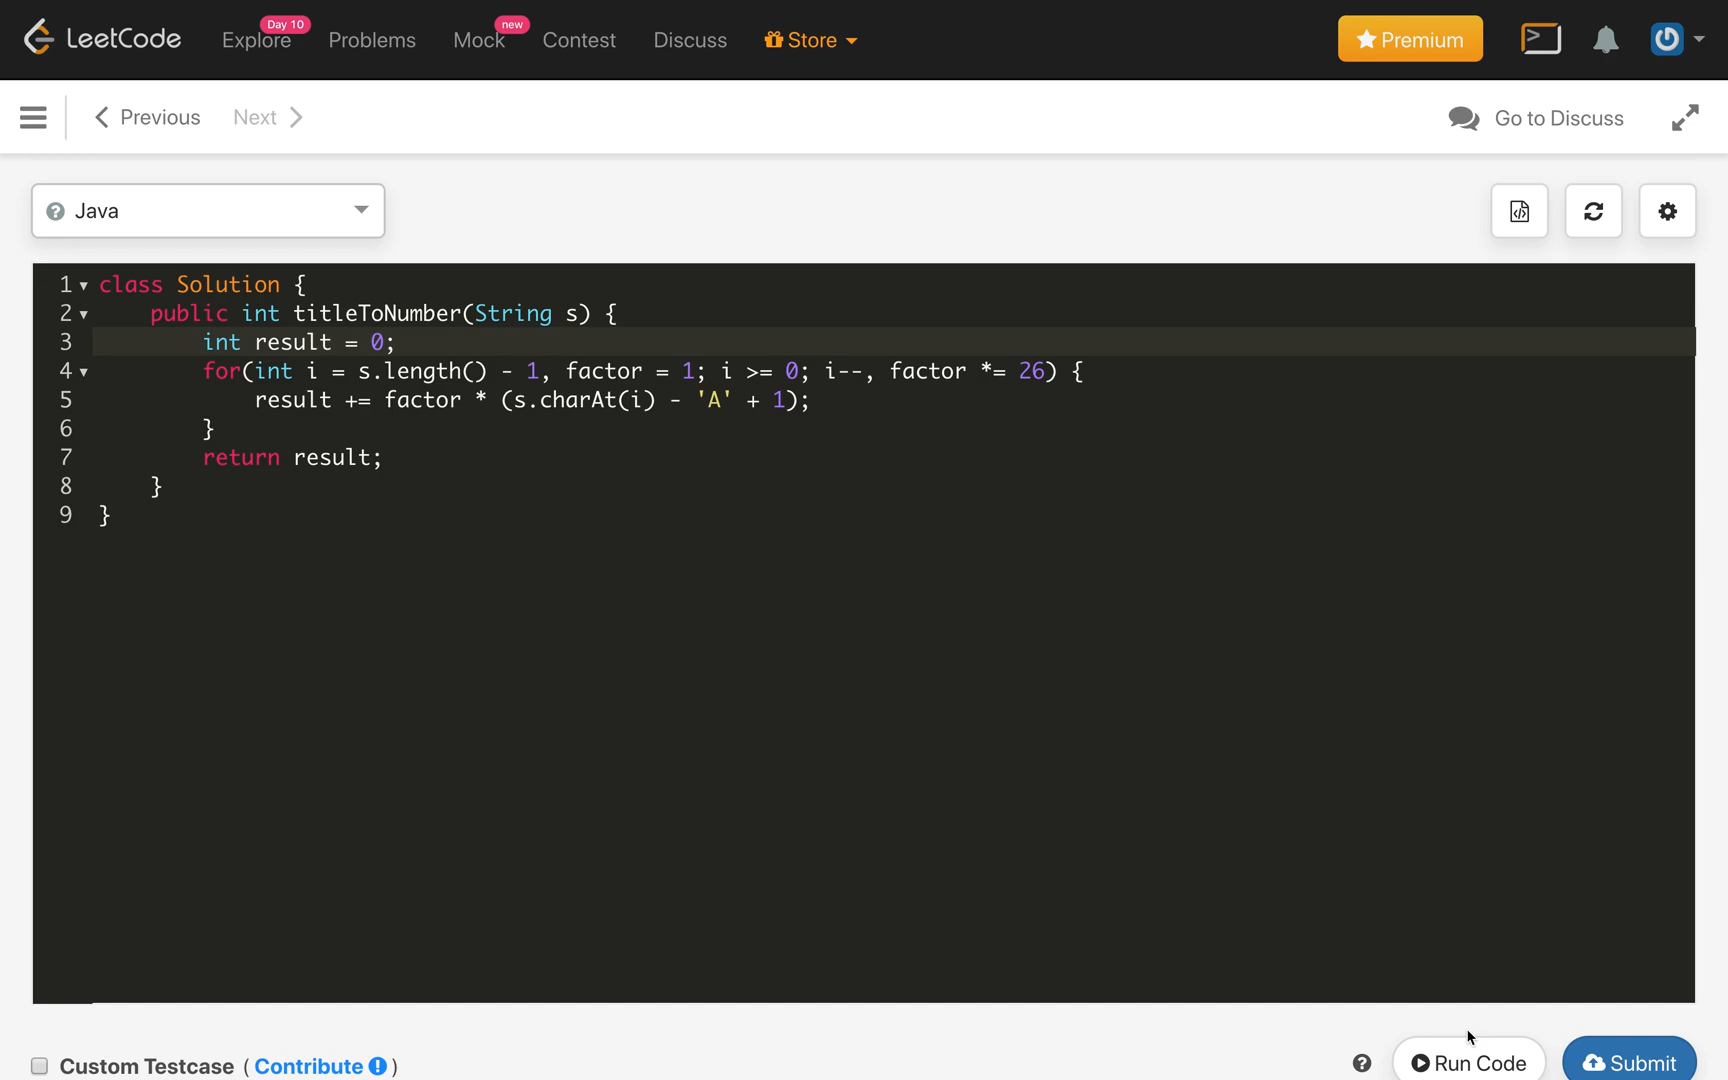 LeetCode Explore Day 10 Problems Mock new Contest Discuss Store Premium
Previous Next Go to Discuss
Java
1 class Solution {
2     public int titleToNumber(String s) {
3         int result = 0;
4         for(int i = s.length() - 1, factor = 1; i >= 0; i--, factor *= 26) {
5             result += factor * (s.charAt(i) - 'A' + 1);
6         }
7         return result;
8     }
9 }
Custom Testcase ( Contribute ) Run Code Submit